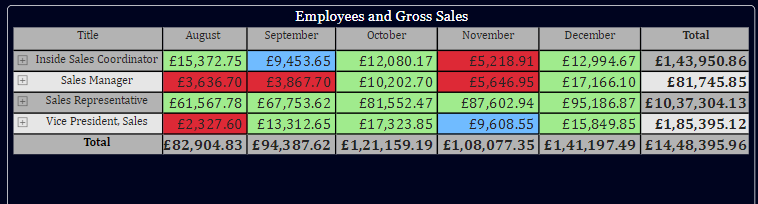 Employees and Gross Sales
Title August September October November December Total
Inside Sales Coordinator £15,372.75 £9,453.65 £12,080.17 £5,218.91 £12,994.67 £1,43,950.86
Sales Manager £3,636.70 £3,867.70 £10,202.70 £5,646.95 £17,166.10 £81,745.85
Sales Representative £61,567.78 £67,753.62 £81,552.47 £87,602.94 £95,186.87 £10,37,304.13
Vice President, Sales £2,327.60 £13,312.65 £17,323.85 £9,608.55 £15,849.85 £1,85,395.12
Total £82,904.83 £94,387.62 £1,21,159.19 £1,08,077.35 £1,41,197.49 £14,48,395.96